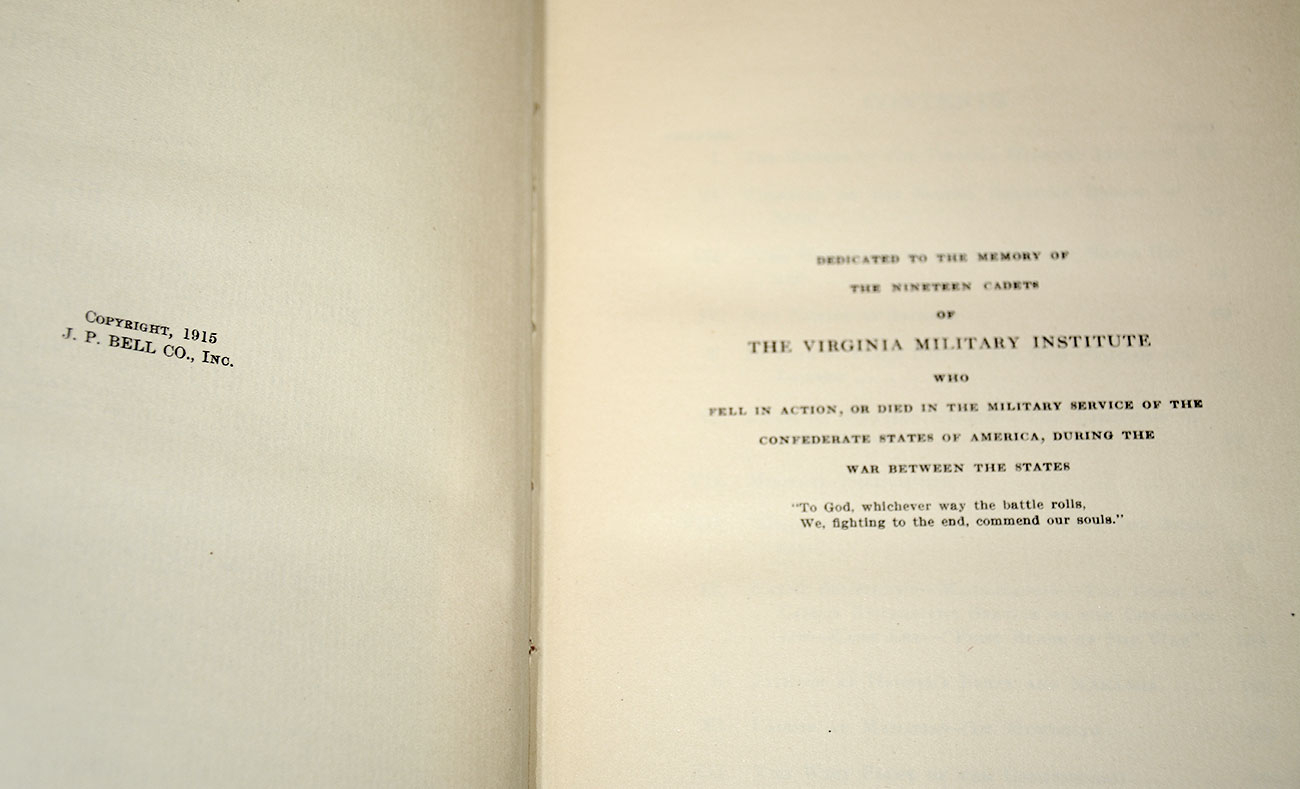 COPYRIGHT, 1915
J. P. BELL CO., INC.
DEDICATED TO THE MEMORY OF
THE NINETEEN CADETS
OF
THE VIRGINIA MILITARY INSTITUTE
WHO
FELL IN ACTION, OR DIED IN THE MILITARY SERVICE OF THE
CONFEDERATE STATES OF AMERICA, DURING THE
WAR BETWEEN THE STATES
"To God, whichever way the battle rolls,
We, fighting to the end, commend our souls."